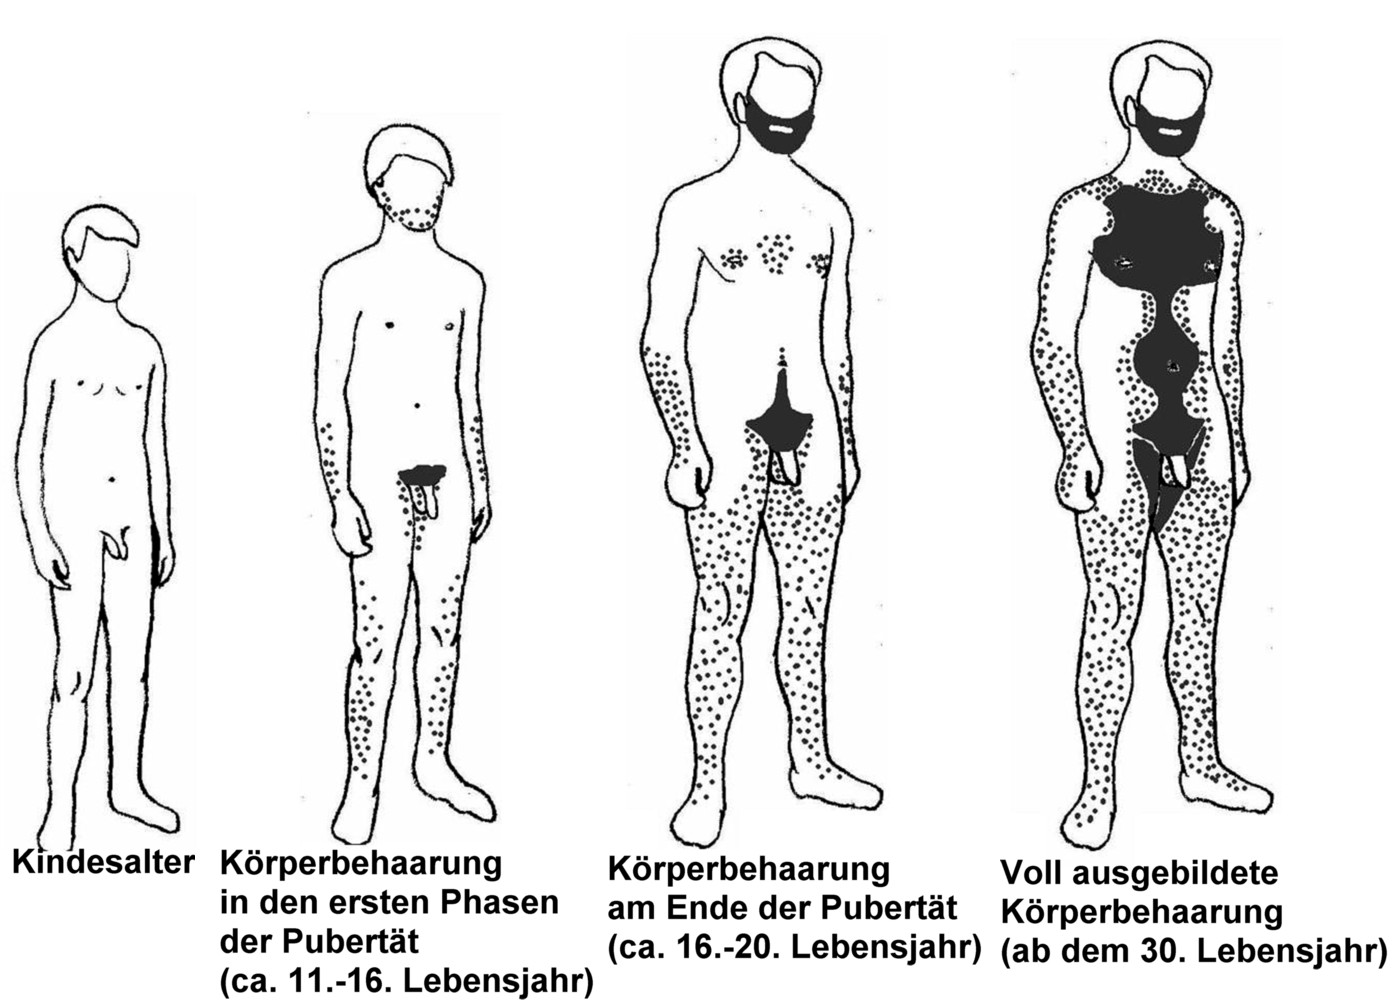 Kindesalter
Körperbehaarung
in den ersten Phasen
der Pubertät
(ca. 11.-16. Lebensjahr)
Körperbehaarung
am Ende der Pubertät
(ca. 16.-20. Lebensjahr)
Voll ausgebildete
Körperbehaarung
(ab dem 30. Lebensjahr)